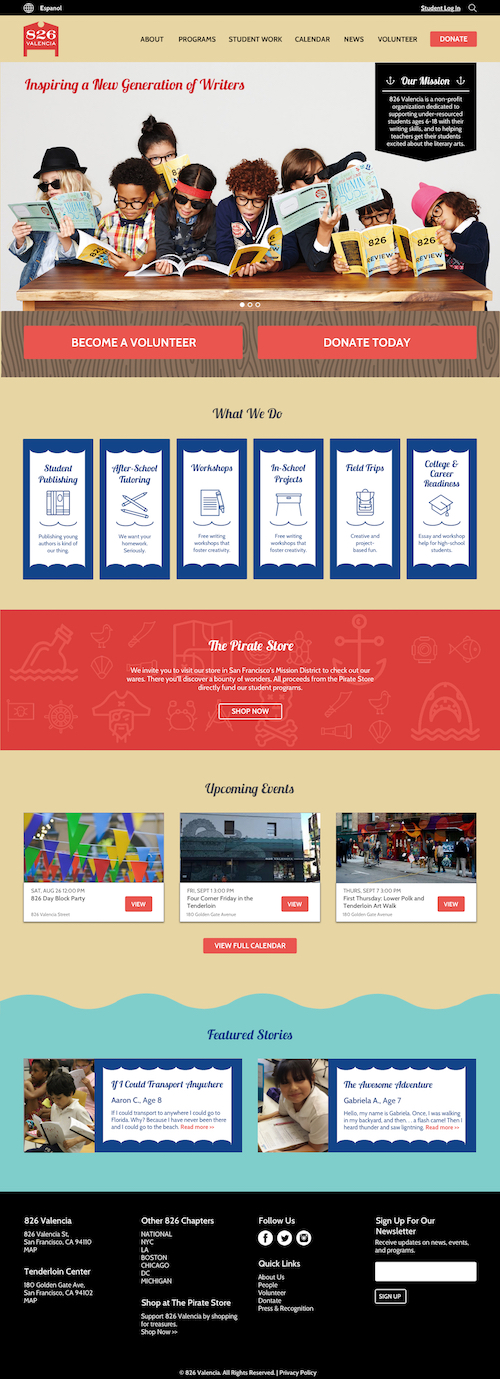 Espanol
Student Log In
826
VALENCIA
ABOUT
PROGRAMS
STUDENT WORK
CALENDAR
NEWS
VOLUNTEER
DONATE
Inspiring a New Generation of Writers
Our Mission
826 Valencia is a non-profit
organization dedicated to
supporting under-resourced
students ages 6-18 with their
writing skills, and to helping
teachers get their students
excited about the literary arts.
826
REVIEW
826
REVIEW
BECOME A VOLUNTEER
DONATE TODAY
What We Do
Student
Publishing
Publishing young
authors is kind of
our thing.
After-School
Tutoring
We want your
homework.
Seriously.
Workshops
Free writing
workshops that
foster creativity.
In-School
Projects
Free writing
workshops that
foster creativity.
Field Trips
Creative and
project-
based fun.
College &
Career
Readiness
Essay and workshop
help for high-school
students.
The Pirate Store
We invite you to visit our store in San Francisco's Mission District to check out our
wares. There you'll discover a bounty of wonders. All proceeds from the Pirate Store
directly fund our student programs.
SHOP NOW
Upcoming Events
SAT, AUG 26 12:00 PM
826 Day Block Party
826 Valencia Street
VIEW
FRI, SEPT 1 3:00 PM
Four Corner Friday in the
Tenderloin
180 Golden Gate Avenue
VIEW
THURS, SEPT 7 3:00 PM
First Thursday: Lower Polk and
Tenderloin Art Walk
180 Golden Gate Avenue
VIEW
VIEW FULL CALENDAR
Featured Stories
If I Could Transport Anywhere
Aaron C., Age 8
If I could transport to anywhere I could go to
Florida. Why? Because I have never been there
and I could go to the beach. Read more >>
The Awesome Adventure
Gabriela A., Age 7
Hello, my name is Gabriela. Once, I was walking
in my backyard, and then. . . a flash came! Then I
heard thunder and saw lightning. Read more >>
826 Valencia
826 Valencia St,
San Francisco, CA 94110
MAP
Tenderloin Center
180 Golden Gate Ave,
San Francisco, CA 94102
MAP
Other 826 Chapters
NATIONAL
NYC
LA
BOSTON
CHICAGO
DC
MICHIGAN
Shop at The Pirate Store
Support 826 Valencia by shopping
for treasures.
Shop Now >>
Follow Us
Quick Links
About Us
People
Volunteer
Donate
Press & Recognition
Sign Up For Our
Newsletter
Receive updates on news, events,
and programs.
SIGN UP
© 826 Valencia. All Rights Reserved. | Privacy Policy